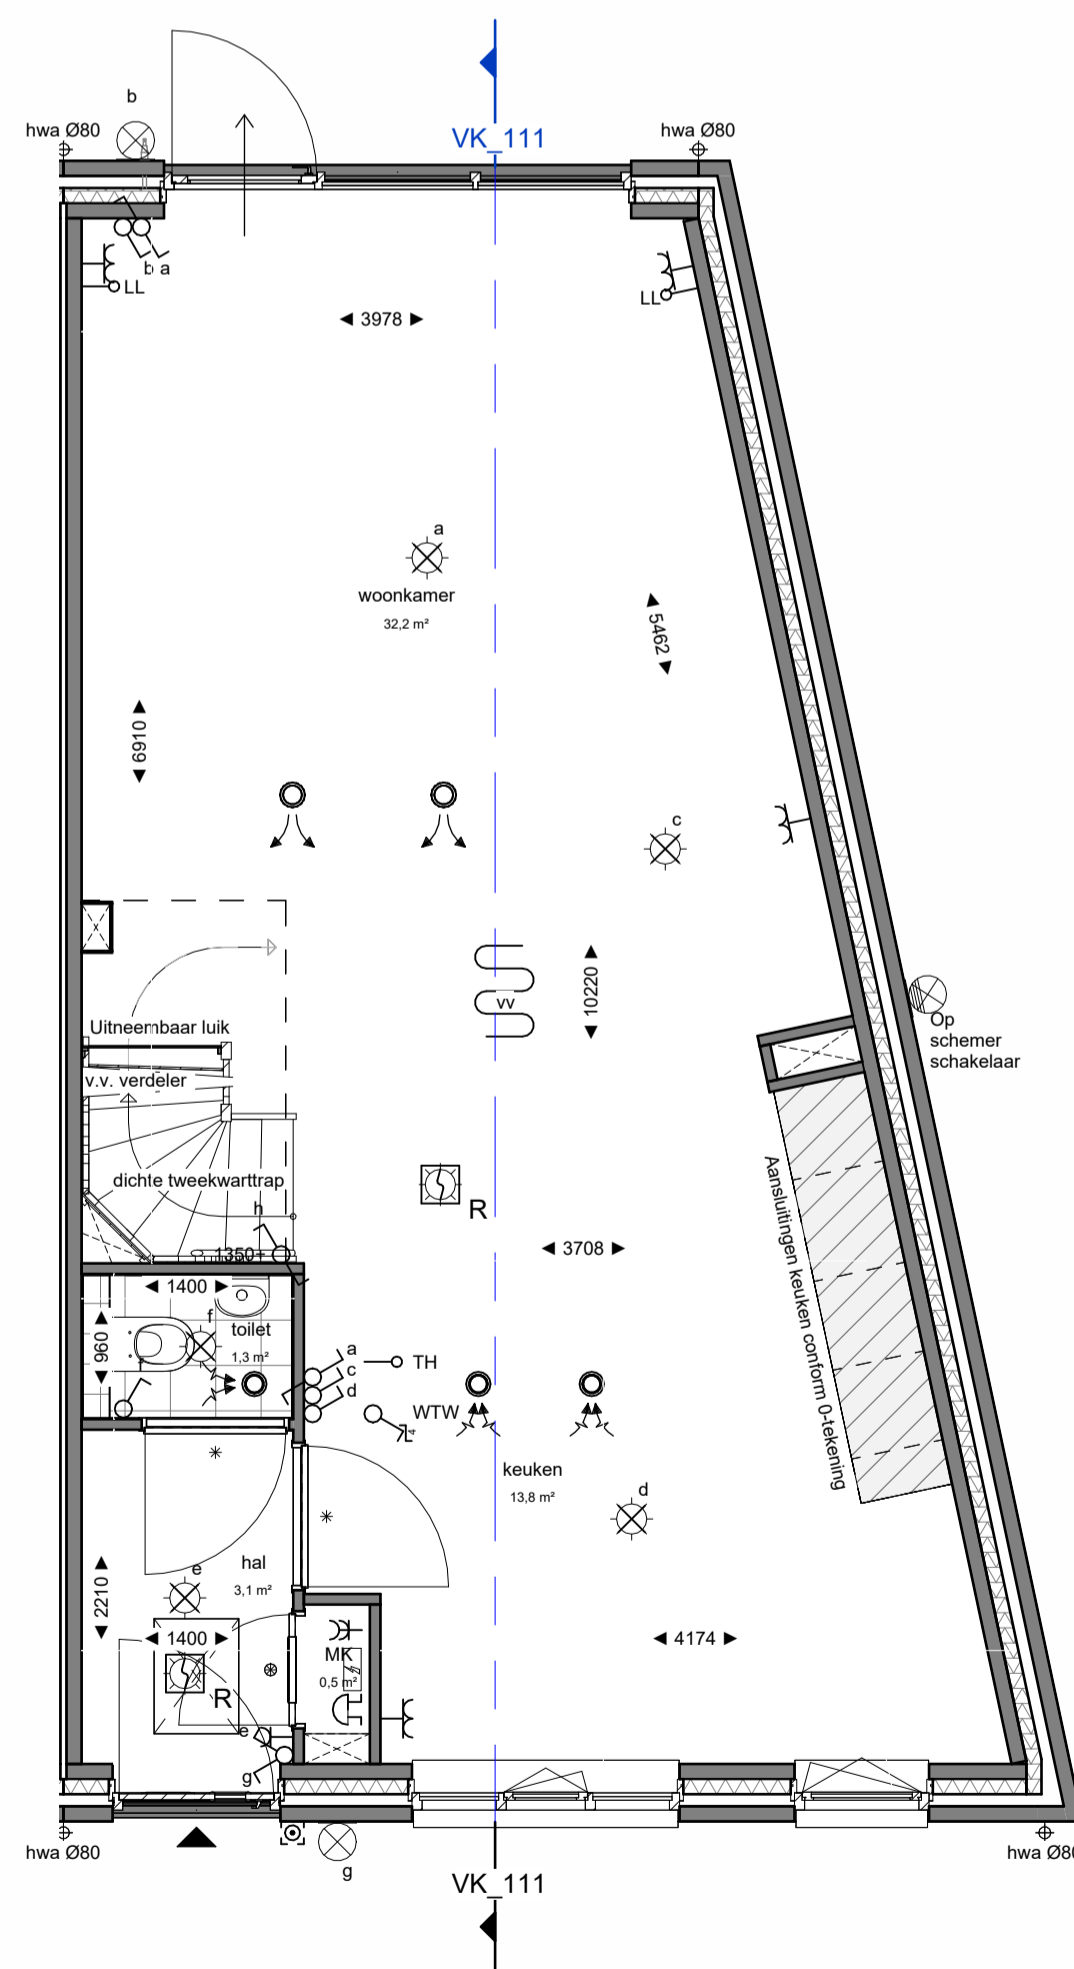 b
hwa Ø80
VK_111
hwa Ø80
b a
LL
LL
3978
a
woonkamer
32,2 m²
5462
6910
c
10220
vv
Op
schemer
schakelaar
Uitneembaar luik
v.v. verdeler
dichte tweekwarttrap
h
1350+
R
3708
Aansluitingen keuken conform 0-tekening
1400
f
toilet
1,3 m²
960
f
a
c
d
TH
WTW
4
keuken
13,8 m²
d
hal
3,1 m²
e
2210
1400
R
MK
0,5 m²
4174
e
g
hwa Ø80
g
VK_111
hwa Ø80